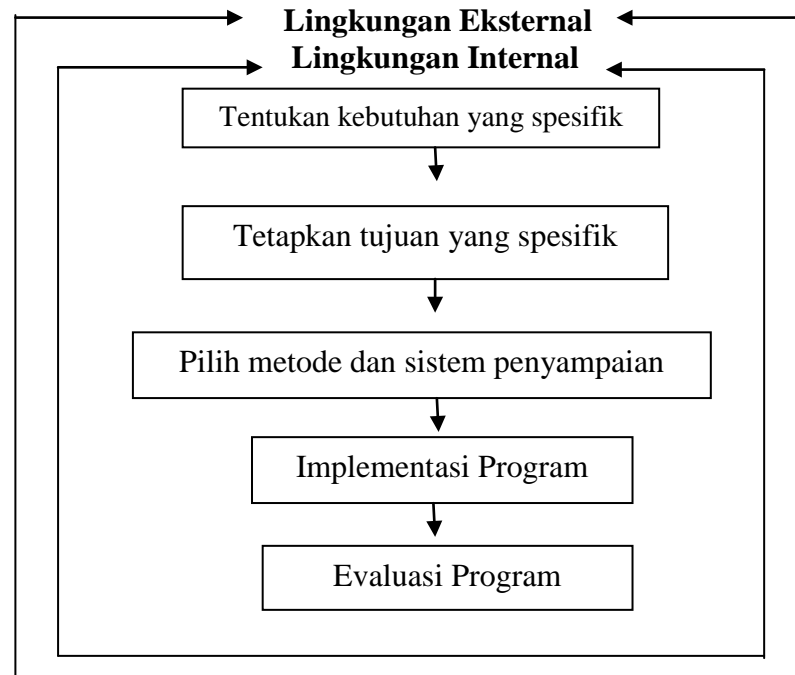 Lingkungan Eksternal
Lingkungan Internal
Tentukan kebutuhan yang spesifik
Tetapkan tujuan yang spesifik
Pilih metode dan sistem penyampaian
Implementasi Program
Evaluasi Program